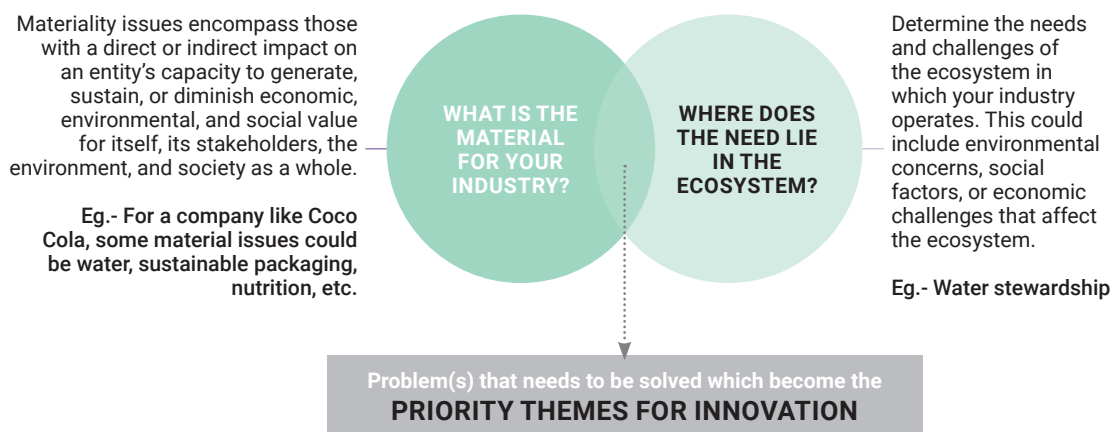 Materiality issues encompass those
with a direct or indirect impact on
an entity’s capacity to generate,
sustain, or diminish economic,
environmental, and social value
for itself, its stakeholders, the
environment, and society as a whole.
Eg.- For a company like Coco
Cola, some material issues could
be water, sustainable packaging,
nutrition, etc.
WHAT IS THE
MATERIAL
FOR YOUR
INDUSTRY?
WHERE DOES
THE NEED LIE
IN THE
ECOSYSTEM?
Determine the needs
and challenges of
the ecosystem in
which your industry
operates. This could
include environmental
concerns, social
factors, or economic
challenges that affect
the ecosystem.
Eg.- Water stewardship
Problem(s) that needs to be solved which become the
PRIORITY THEMES FOR INNOVATION